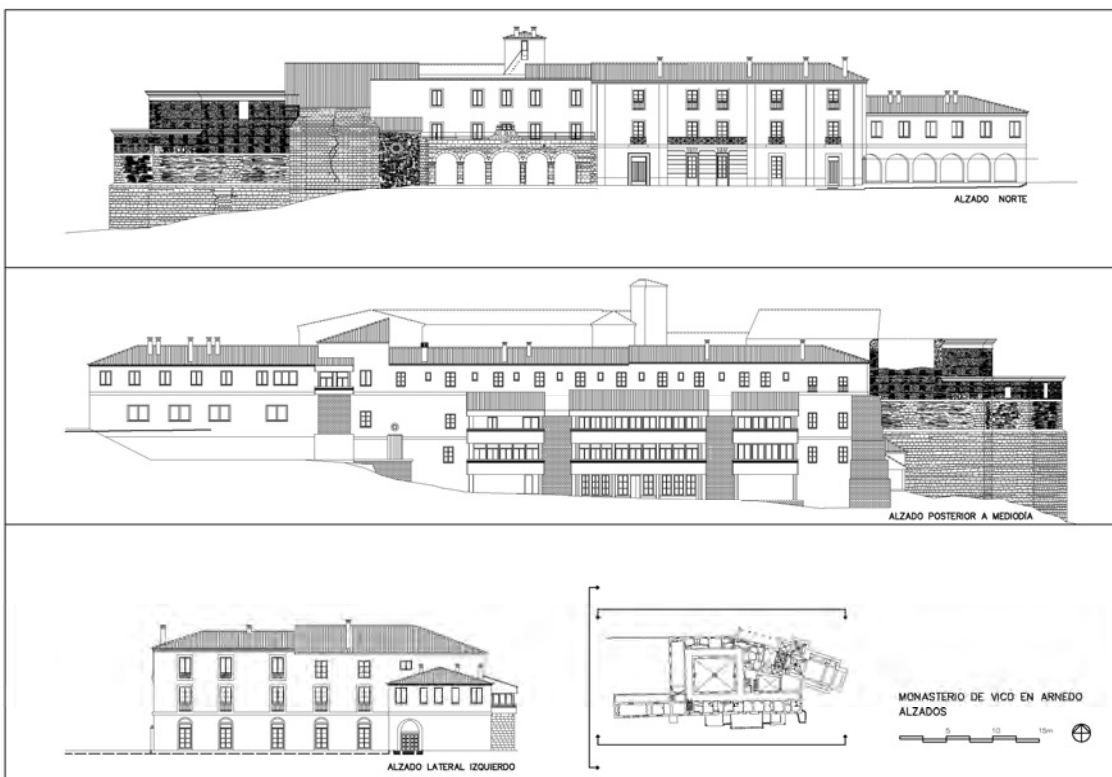 ALZADO NORTE
ALZADO POSTERIOR A MEDIODÍA
ALZADO LATERAL IZQUIERDO
MONASTERIO DE VICO EN ARNEDO
ALZADOS
5 10 15m